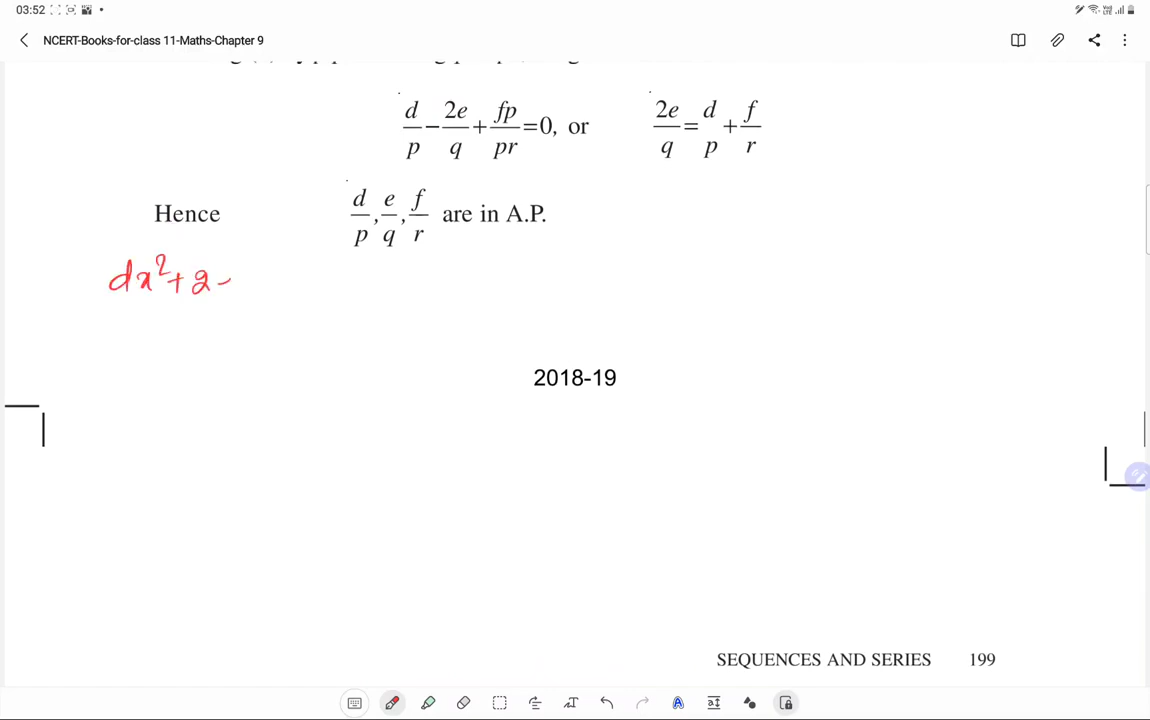 03:52
NCERT-Books-for-class 11-Maths-Chapter 9
d/p − 2e/q + fp/pr = 0, or 2e/q = d/p + f/r
Hence d/p, e/q, f/r are in A.P.
dx² + 2 -
2018-19
SEQUENCES AND SERIES 199